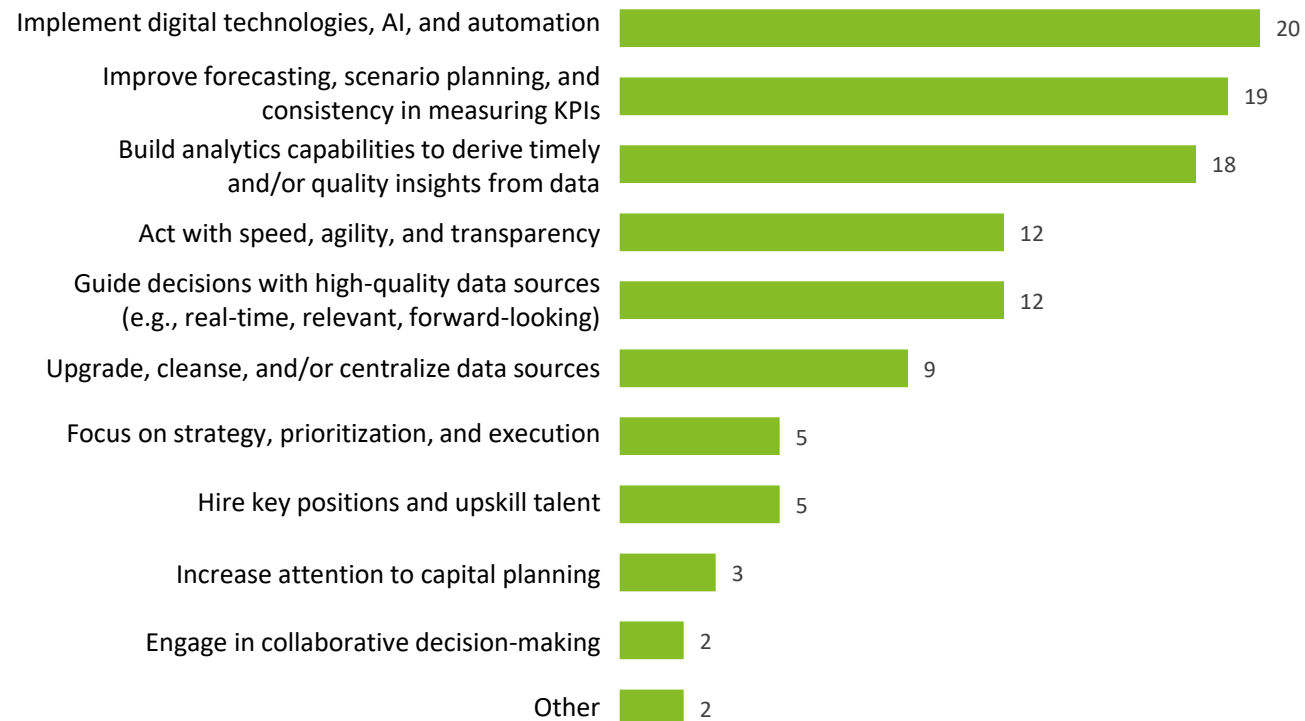 Implement digital technologies, AI, and automation
20
Improve forecasting, scenario planning, and
consistency in measuring KPIs
19
Build analytics capabilities to derive timely
and/or quality insights from data
18
Act with speed, agility, and transparency
12
Guide decisions with high-quality data sources
(e.g., real-time, relevant, forward-looking)
12
Upgrade, cleanse, and/or centralize data sources
9
Focus on strategy, prioritization, and execution
5
Hire key positions and upskill talent
5
Increase attention to capital planning
3
Engage in collaborative decision-making
2
Other
2